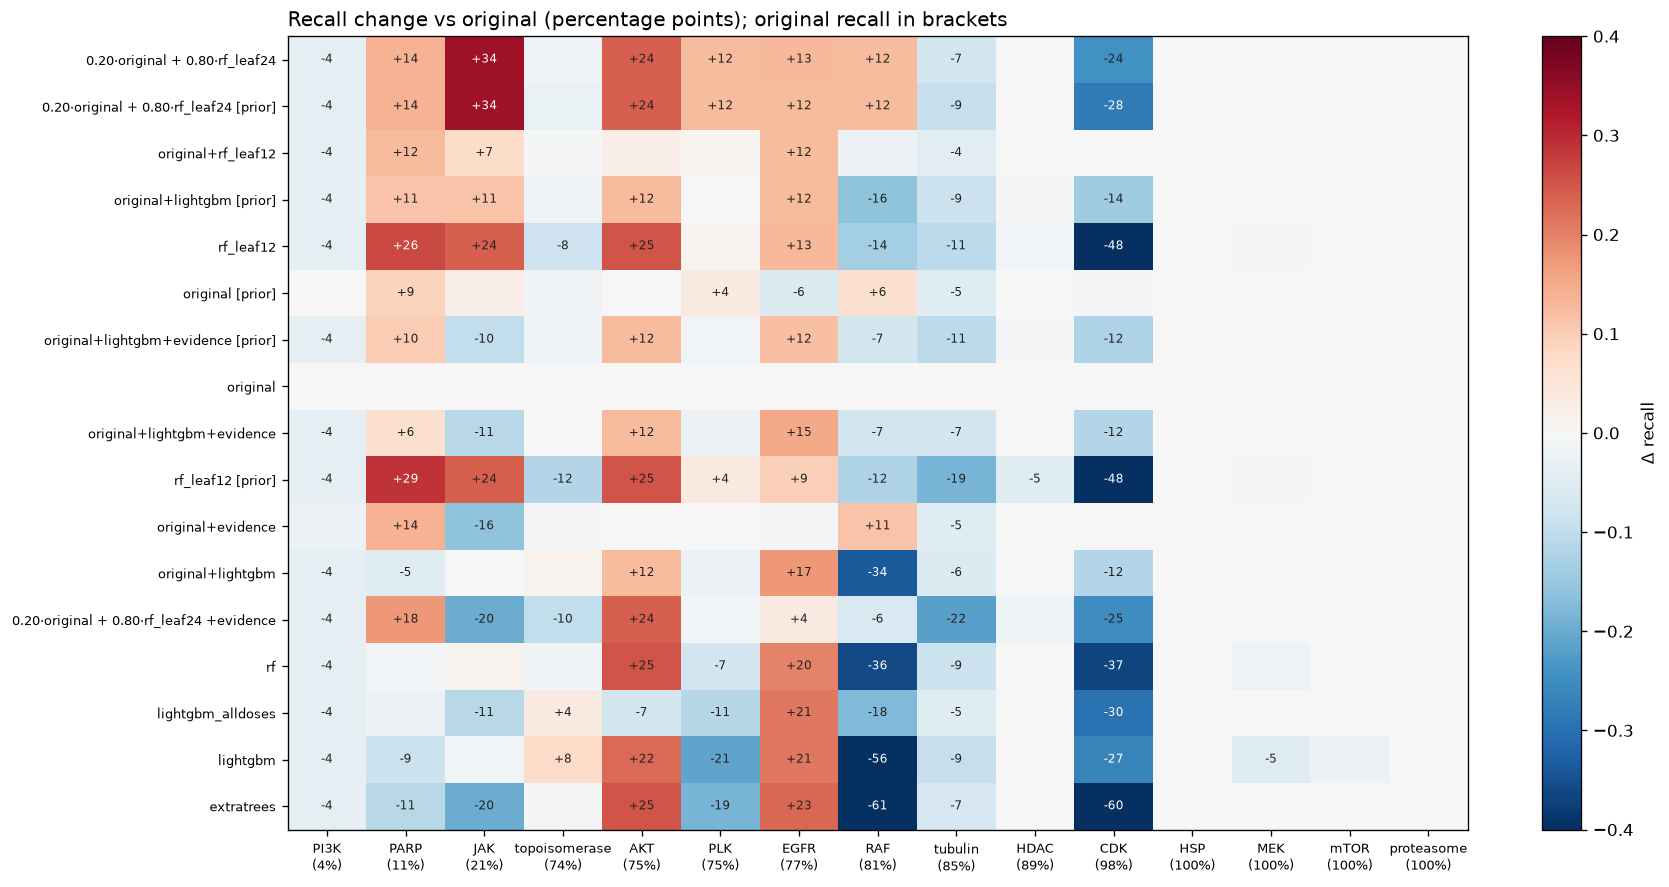 Recall change vs original (percentage points); original recall in brackets
0.20·original + 0.80·rf_leaf24 -4 +14 +34 +24 +12 +13 +12 -7 -24
0.20·original + 0.80·rf_leaf24 [prior] -4 +14 +34 +24 +12 +12 +12 -9 -28
original+rf_leaf12 -4 +12 +7 +12 -4
original+lightgbm [prior] -4 +11 +11 +12 +12 -16 -9 -14
rf_leaf12 -4 +26 +24 -8 +25 +13 -14 -11 -48
original [prior] +9 +4 -6 +6 -5
original+lightgbm+evidence [prior] -4 +10 -10 +12 +12 -7 -11 -12
original
original+lightgbm+evidence -4 +6 -11 +12 +15 -7 -7 -12
rf_leaf12 [prior] -4 +29 +24 -12 +25 +4 +9 -12 -19 -5 -48
original+evidence +14 -16 +11 -5
original+lightgbm -4 -5 +12 +17 -34 -6 -12
0.20·original + 0.80·rf_leaf24 +evidence -4 +18 -20 -10 +24 +4 -6 -22 -25
rf -4 +25 -7 +20 -36 -9 -37
lightgbm_alldoses -4 -11 +4 -7 -11 +21 -18 -5 -30
lightgbm -4 -9 +8 +22 -21 +21 -56 -9 -27 -5
extratrees -4 -11 -20 +25 -19 +23 -61 -7 -60
PI3K PARP JAK topoisomerase AKT PLK EGFR RAF tubulin HDAC CDK HSP MEK mTOR proteasome
(4%) (11%) (21%) (74%) (75%) (75%) (77%) (81%) (85%) (89%) (98%) (100%) (100%) (100%) (100%)
0.4
0.3
0.2
0.1
0.0
−0.1
−0.2
−0.3
−0.4
Δ recall